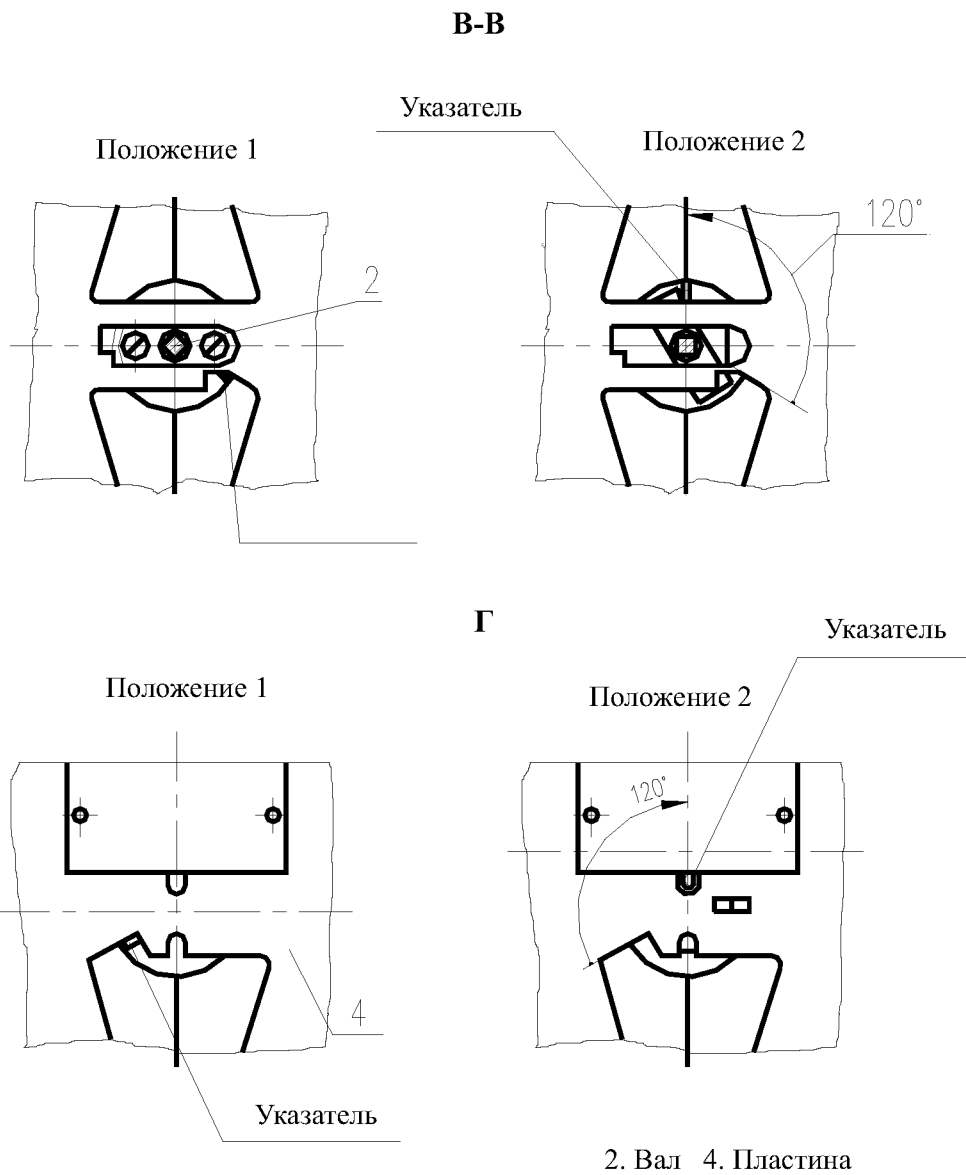 В-В
Указатель
Положение 1
Положение 2
120°
2
Г
Указатель
Положение 1
Положение 2
120°
4
Указатель
2. Вал 4. Пластина